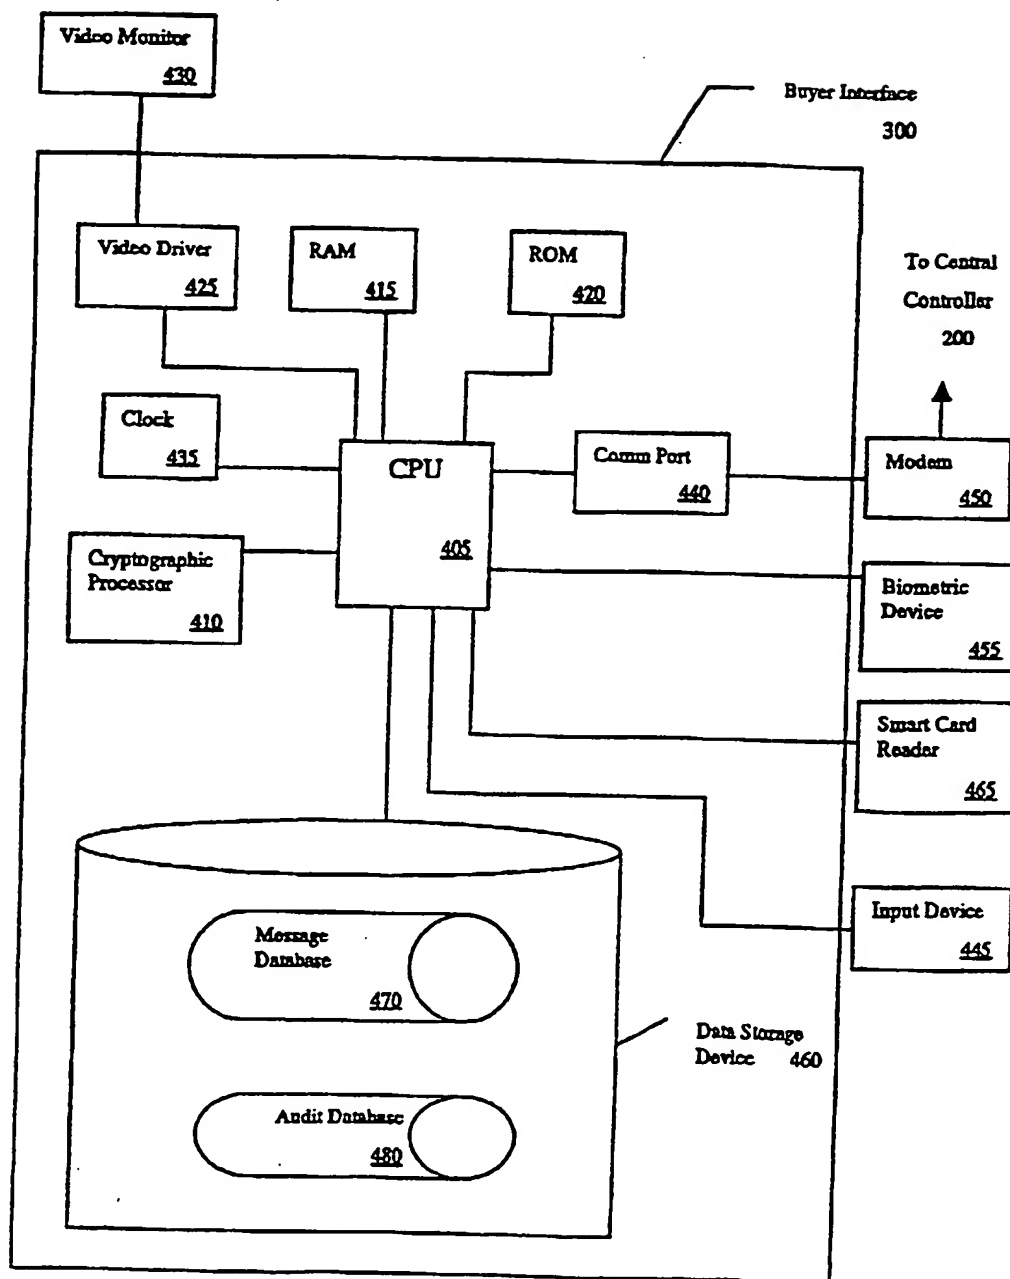 Video Monitor
430
Buyer Interface
300
Video Driver
425
RAM
415
ROM
420
To Central
Controller
200
Clock
435
CPU
405
Comm Port
440
Modem
450
Cryptographic
Processor
410
Biometric
Device
455
Smart Card
Reader
465
Input Device
445
Message
Database
470
Data Storage
Device 460
Audit Database
480